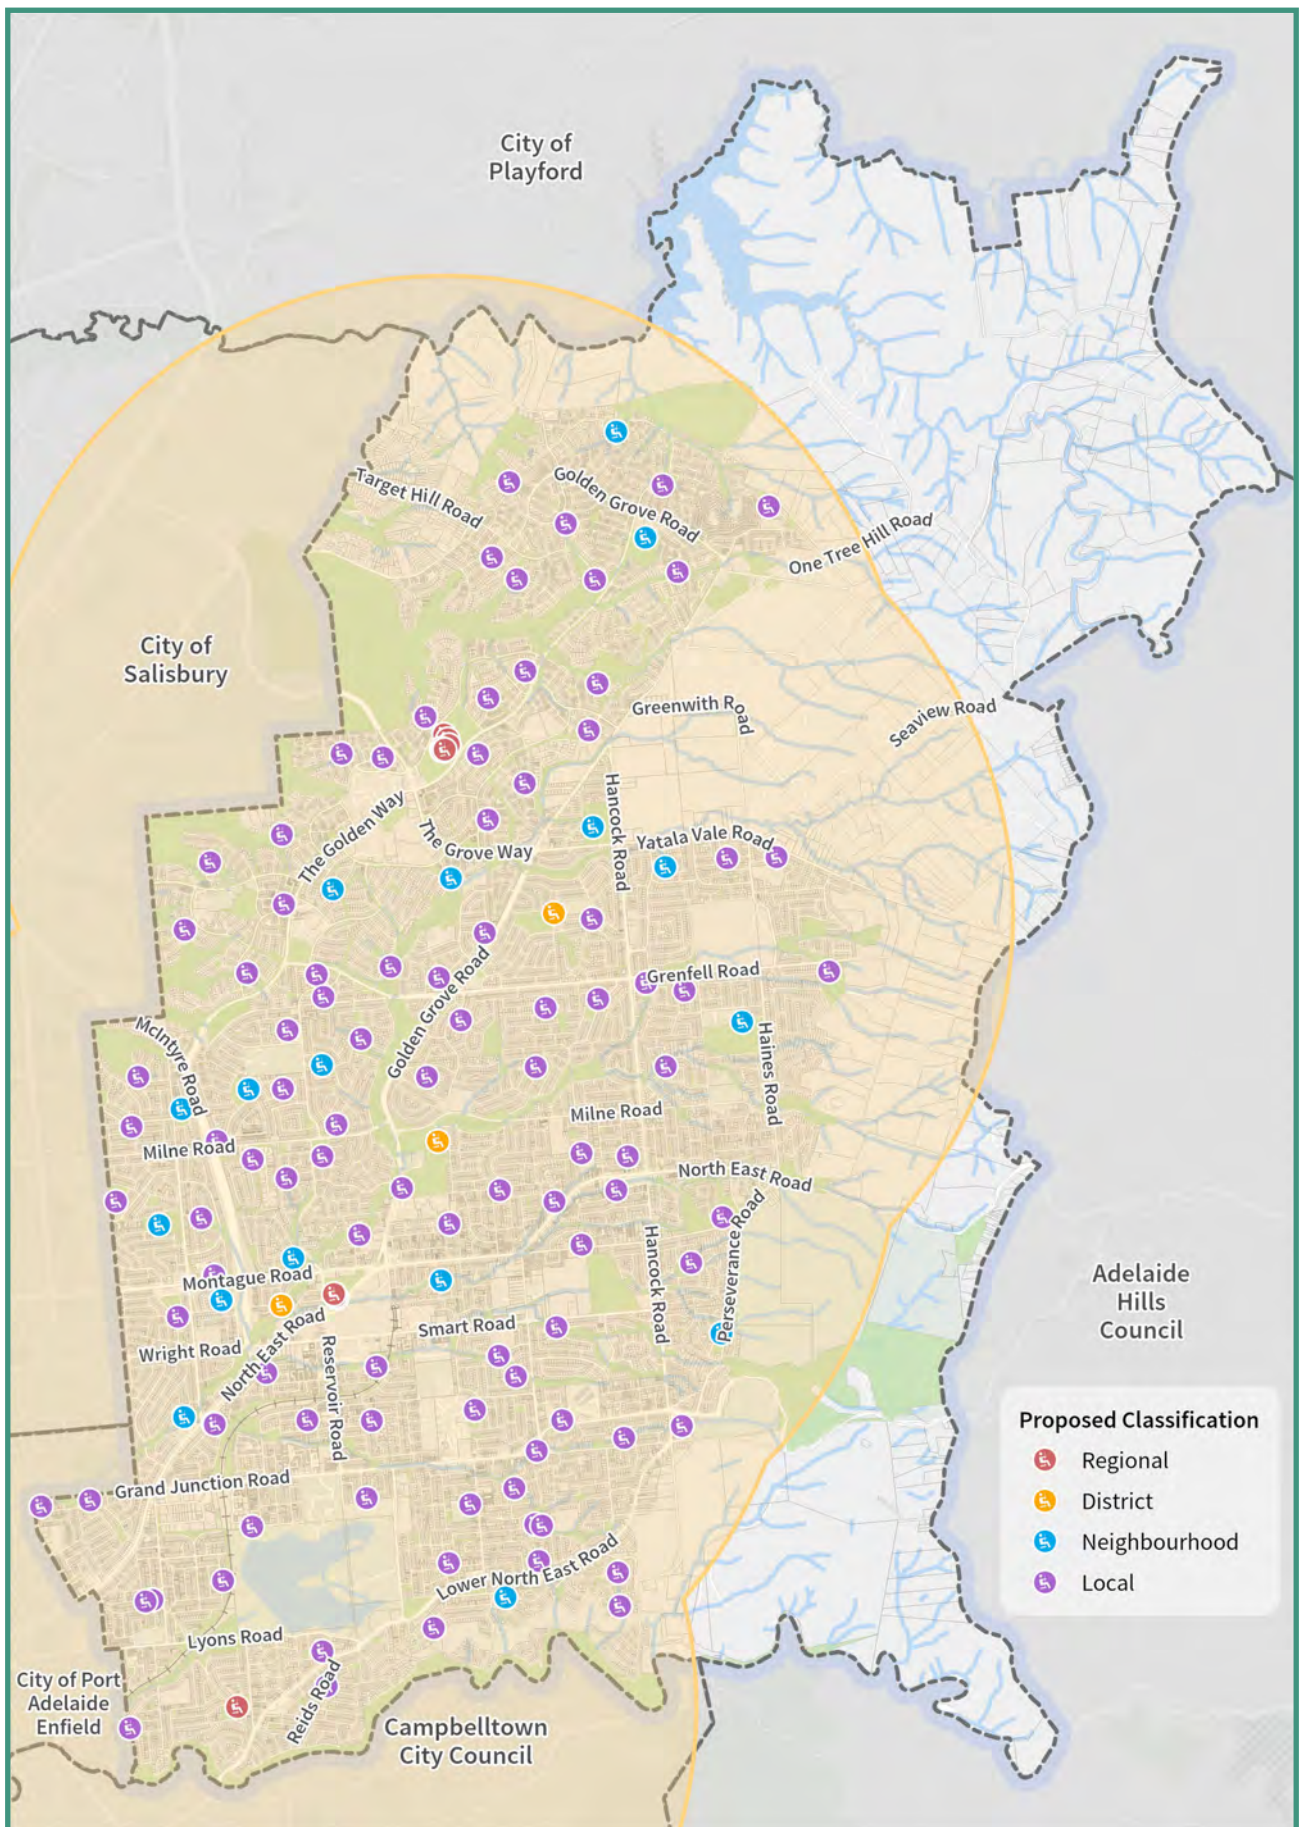 City of
Playford
Target Hill Road
Golden Grove Road
One Tree Hill Road
City of
Salisbury
Greenwith Road
Seaview Road
The Golden Way
The Grove Way
Hancock Road
Yatala Vale Road
Golden Grove Road
Grenfell Road
McIntyre Road
Haines Road
Milne Road
Milne Road
North East Road
Perseverance Road
Hancock Road
Montague Road
Adelaide
Hills
Council
Smart Road
Wright Road
North East Road
Reservoir Road
Grand Junction Road
Lower North East Road
Lyons Road
Reids Road
City of Port
Adelaide
Enfield
Campbelltown
City Council
Proposed Classification
Regional
District
Neighbourhood
Local